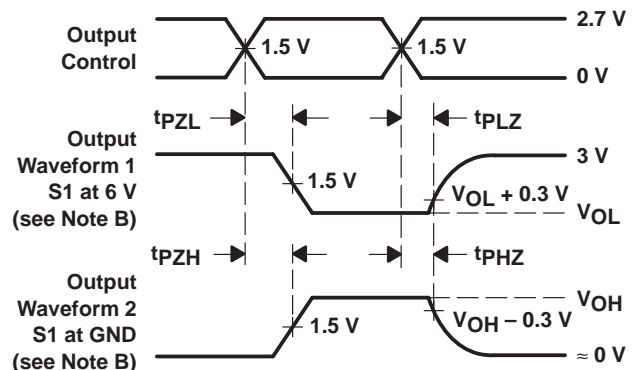 2.7 V
Output
Control
1.5 V
1.5 V
0 V
tPZL
tPLZ
Output
Waveform 1
S1 at 6 V
(see Note B)
3 V
1.5 V
VOL + 0.3 V
VOL
tPZH
tPHZ
Output
Waveform 2
S1 at GND
(see Note B)
VOH
1.5 V
VOH – 0.3 V
≈ 0 V